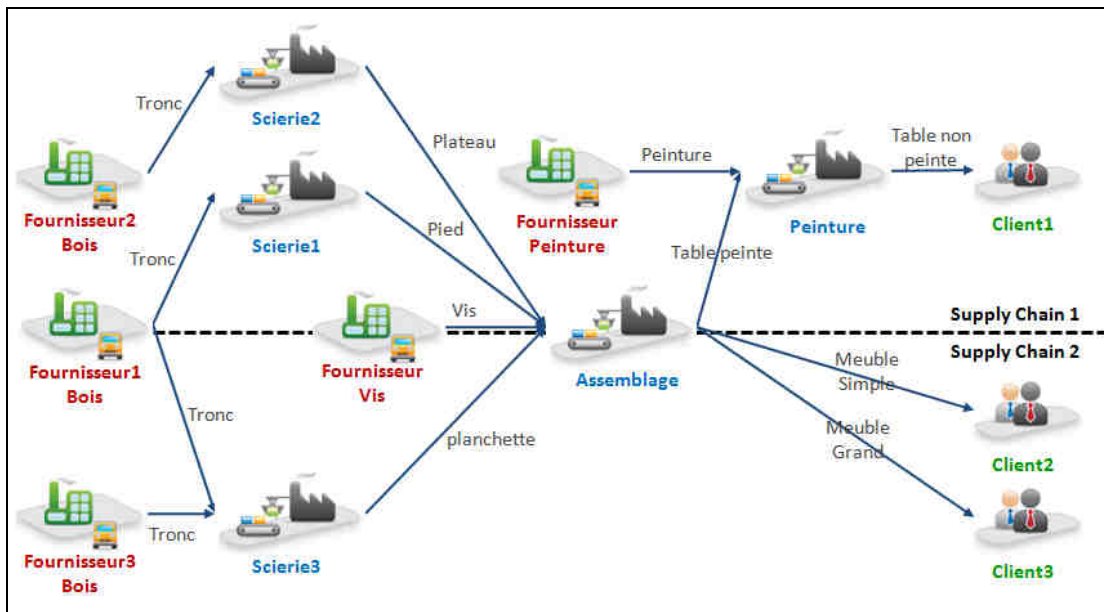 Tronc
Scierie2
Fournisseur2
Bois
Plateau
Peinture
Table non
peinte
Fournisseur
Peinture
Peinture
Client1
Tronc
Scierie1
Pied
Table peinte
Vis
Supply Chain 1
Supply Chain 2
Fournisseur1
Bois
Fournisseur
Vis
Assemblage
Meuble
Simple
Client2
Tronc
planchette
Meuble
Grand
Tronc
Fournisseur3
Bois
Scierie3
Client3